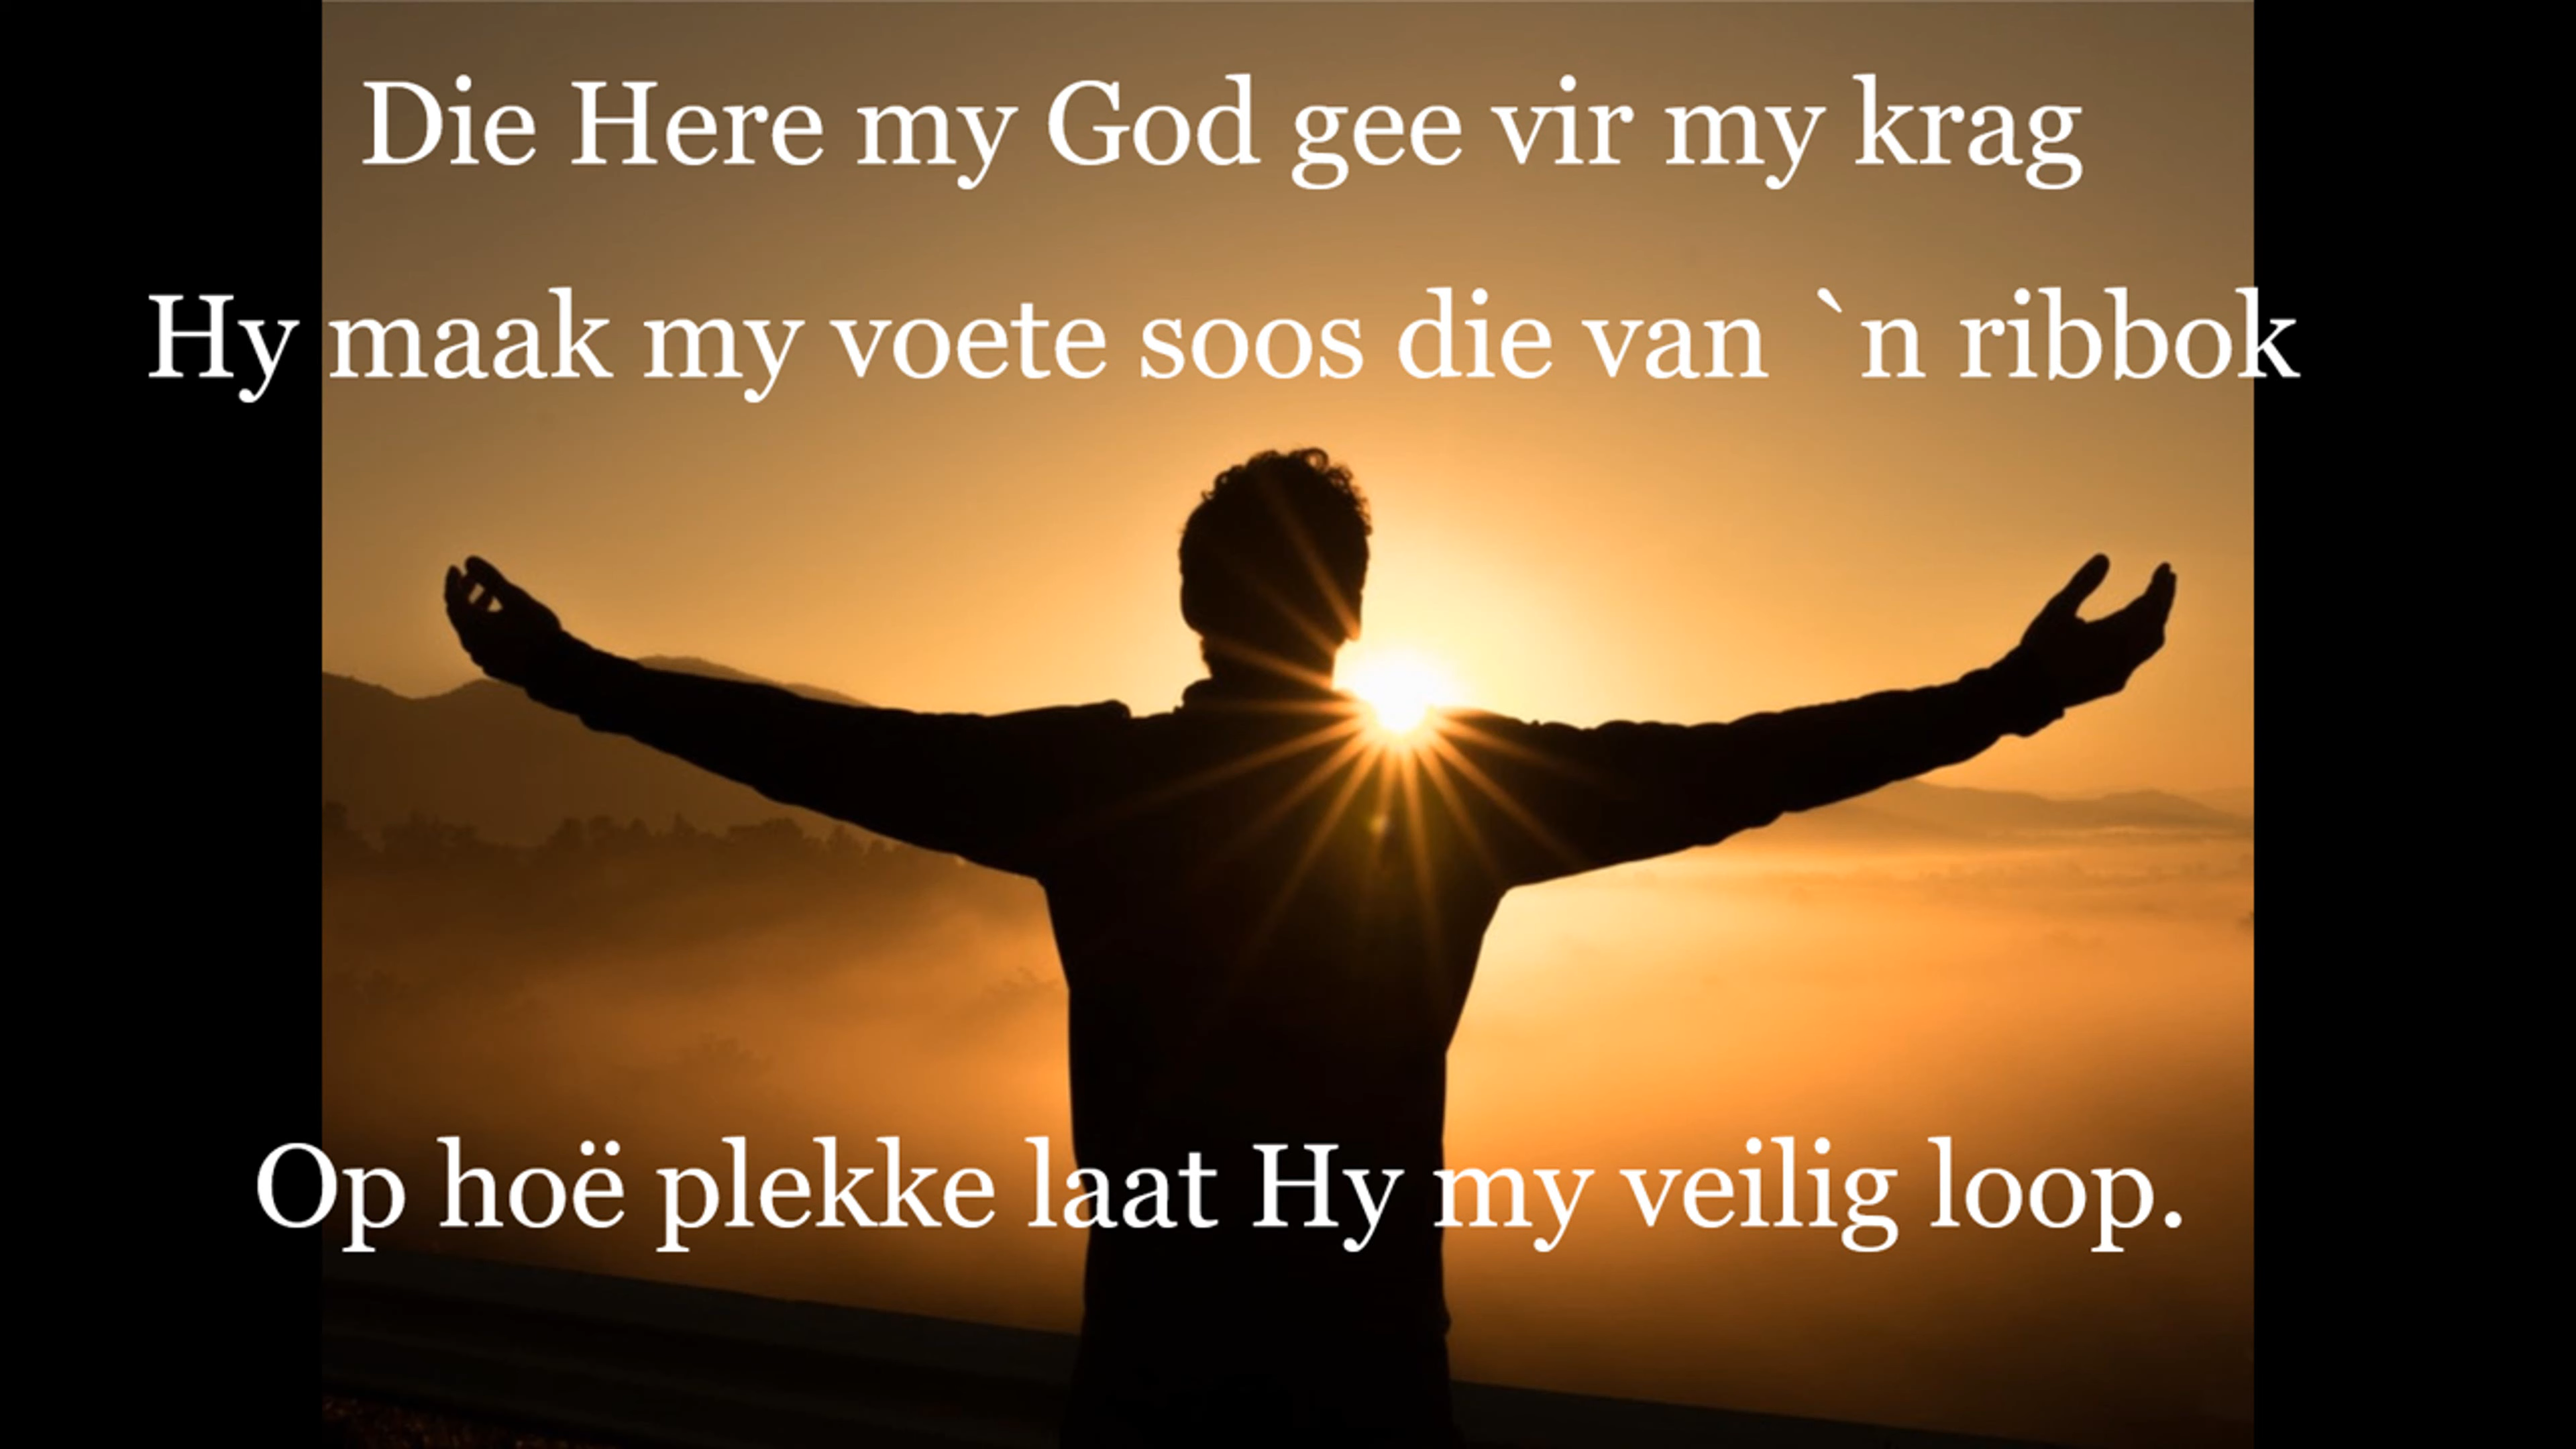 Die Here my God gee vir my krag
Hy maak my voete soos die van `n ribbok
Op hoë plekke laat Hy my veilig loop.